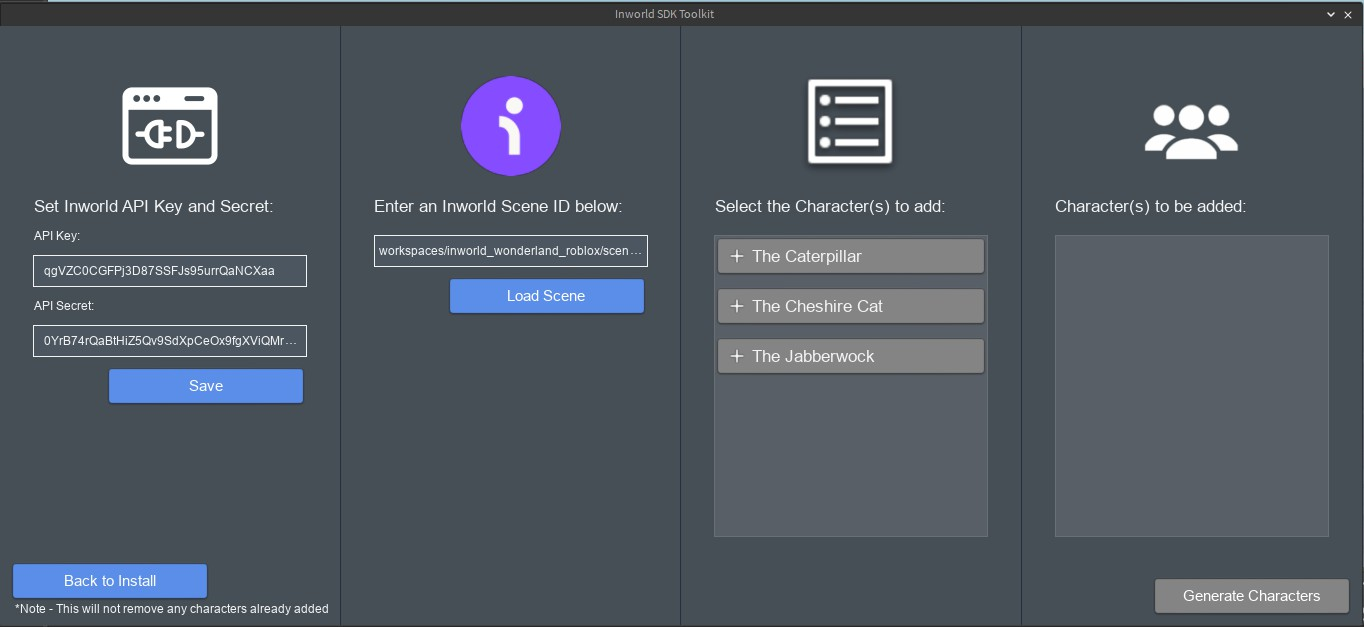 Inworld SDK Toolkit
Set Inworld API Key and Secret:
API Key:
qgVZC0CGFPj3D87SSFJs95urrQaNCXaa
API Secret:
0YrB74rQaBtHiZ5Qv9SdXpCeOx9fgXViQMr...
Save
Back to Install
*Note - This will not remove any characters already added
Enter an Inworld Scene ID below:
workspaces/inworld_wonderland_roblox/scen...
Load Scene
Select the Character(s) to add:
+ The Caterpillar
+ The Cheshire Cat
+ The Jabberwock
Character(s) to be added:
Generate Characters